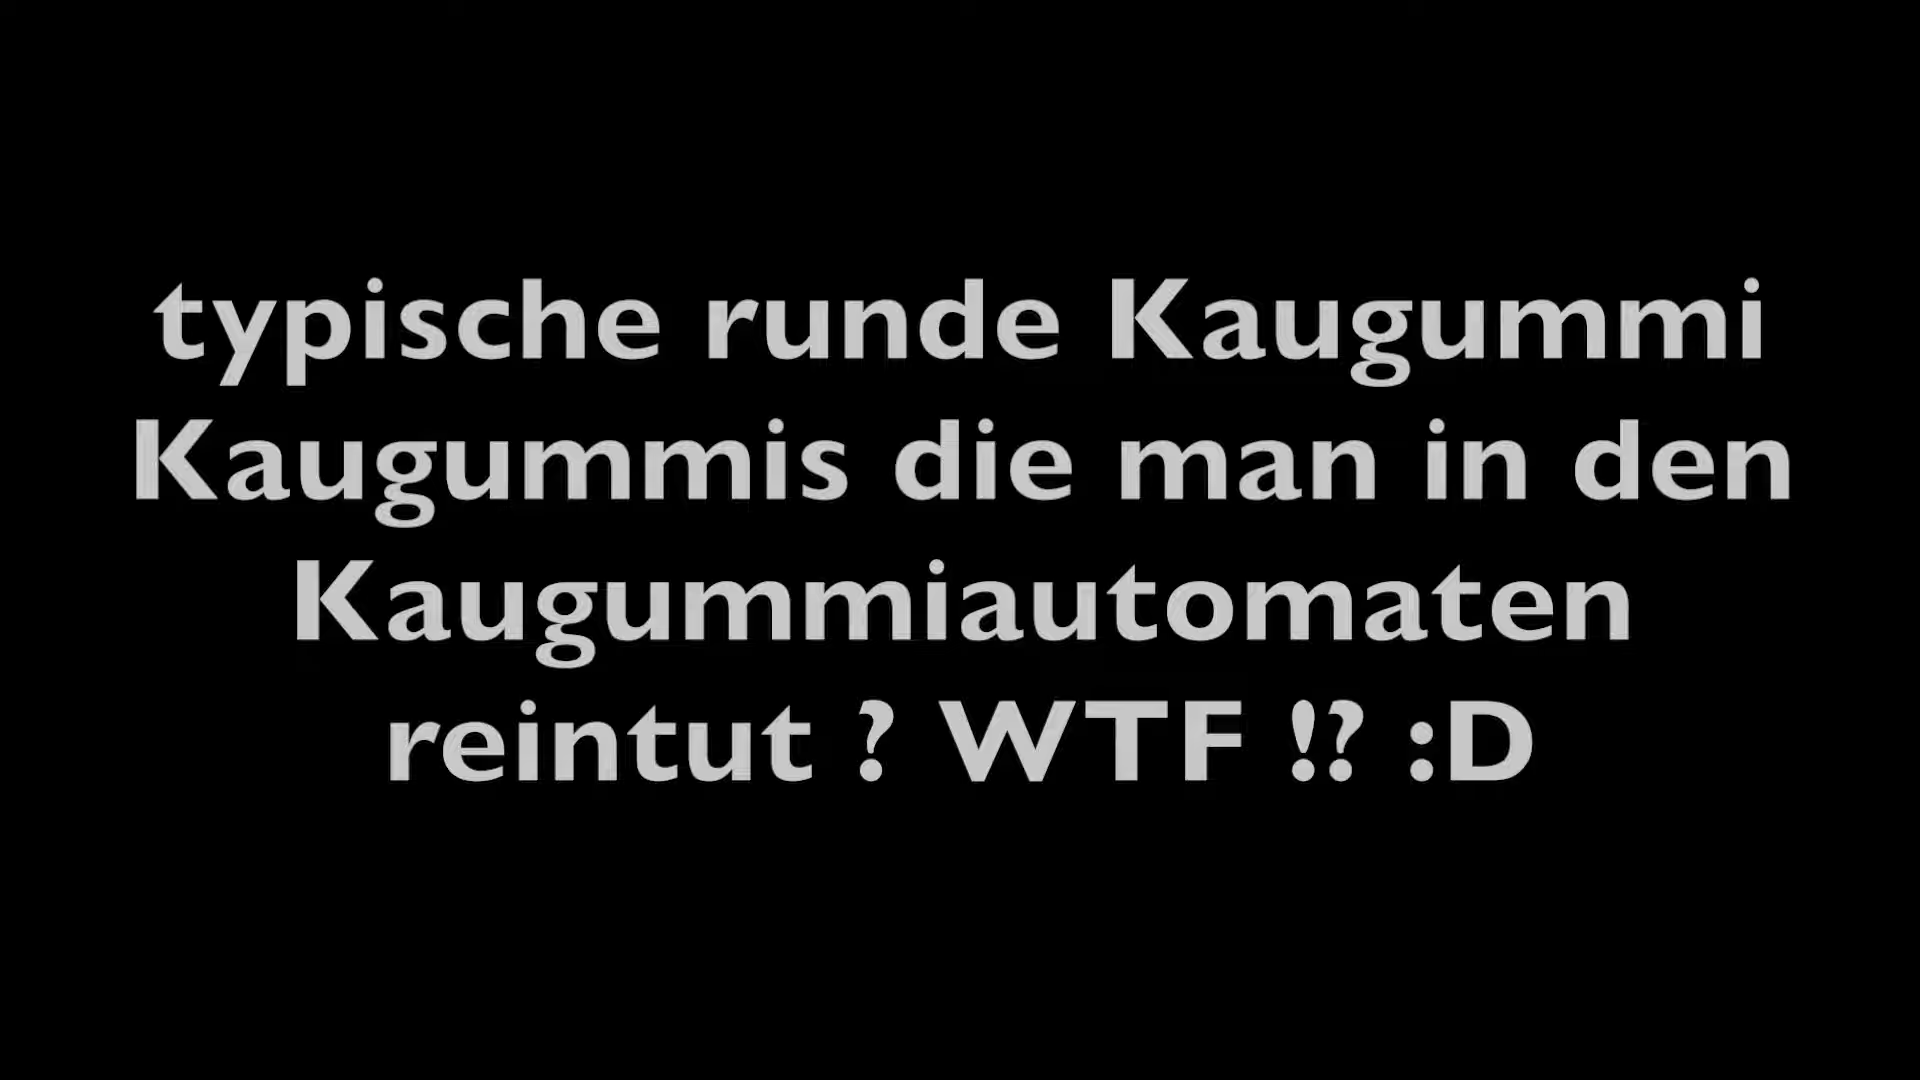 typische runde Kaugummi
Kaugummis die man in den
Kaugummiautomaten
reintut ? WTF !? :D